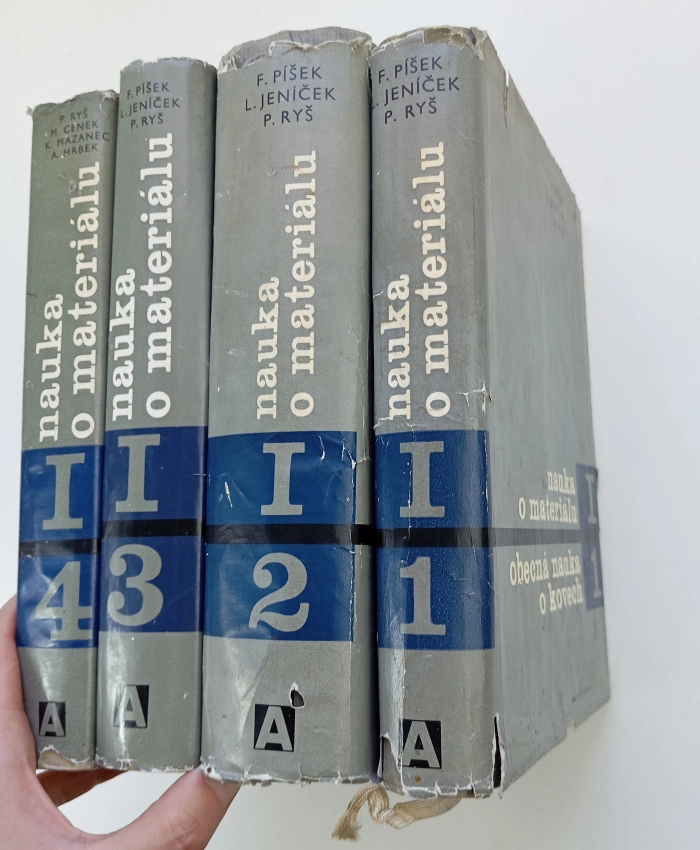 P. RYŠ
M. CENEK
K. MAZANEC
A. HRBEK
nauka
o materiálu
I
4
A
F. PÍŠEK
L. JENÍČEK
P. RYŠ
nauka
o materiálu
I
3
A
F. PÍŠEK
L. JENÍČEK
P. RYŠ
nauka
o materiálu
I
2
A
F. PÍŠEK
L. JENÍČEK
P. RYŠ
nauka
o materiálu
I
1
A
nauka
o materiálu
I
obecná nauka
o kovech
1